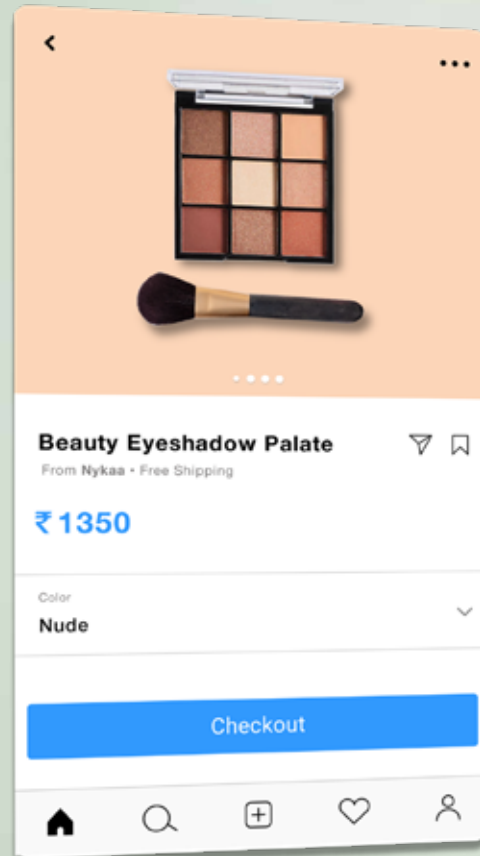 Beauty Eyeshadow Palate
From Nykaa • Free Shipping
₹ 1350
Color
Nude
Checkout